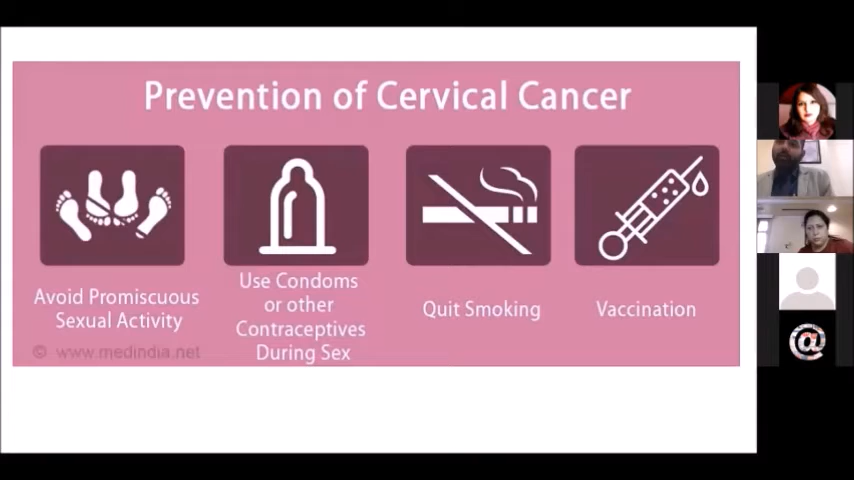 Prevention of Cervical Cancer
Avoid Promiscuous
Sexual Activity
Use Condoms
or other
Contraceptives
During Sex
Quit Smoking
Vaccination
© www.medindia.net
@